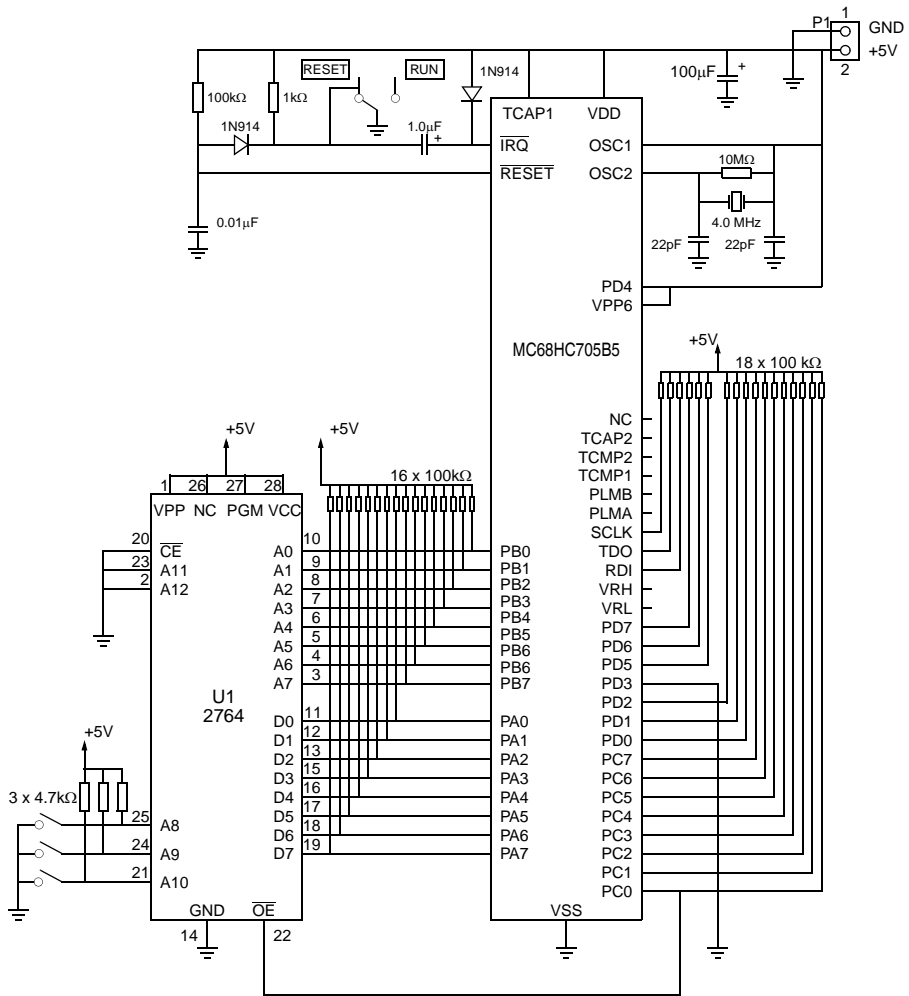 P1
1
GND
+5V
2
RESET
RUN
1N914
100μF
+
100kΩ
1kΩ
1N914
1.0μF
+
TCAP1
VDD
IRQ
OSC1
RESET
OSC2
10MΩ
4.0 MHz
0.01μF
22pF
22pF
PD4
VPP6
MC68HC705B5
+5V
18 x 100 kΩ
NC
TCAP2
TCMP2
TCMP1
PLMB
PLMA
SCLK
TDO
RDI
VRH
VRL
PD7
PD6
PD5
PD3
PD2
PD1
PD0
PC7
PC6
PC5
PC4
PC3
PC2
PC1
PC0
VSS
PB0
PB1
PB2
PB3
PB4
PB5
PB6
PB6
PB7
PA0
PA1
PA2
PA3
PA4
PA5
PA6
PA7
+5V
16 x 100kΩ
+5V
1
26
27
28
VPP
NC
PGM
VCC
20
CE
23
A11
2
A12
A0
10
A1
9
A2
8
A3
7
A4
6
A5
5
A6
4
A7
3
U1
2764
D0
11
D1
12
D2
13
D3
15
D4
16
D5
17
D6
18
D7
19
+5V
3 x 4.7kΩ
25
A8
24
A9
21
A10
GND
OE
14
22